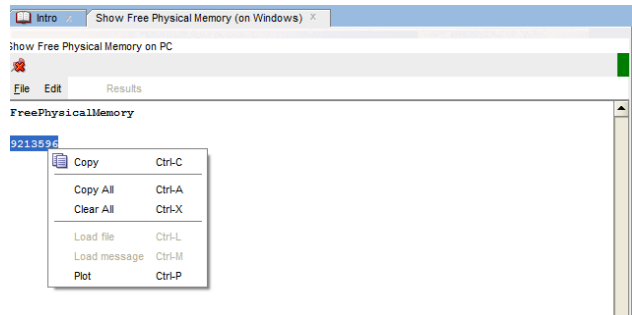 Intro x Show Free Physical Memory (on Windows) x
Show Free Physical Memory on PC
File Edit Results
FreePhysicalMemory
9213596
Copy Ctrl-C
Copy All Ctrl-A
Clear All Ctrl-X
Load file Ctrl-L
Load message Ctrl-M
Plot Ctrl-P